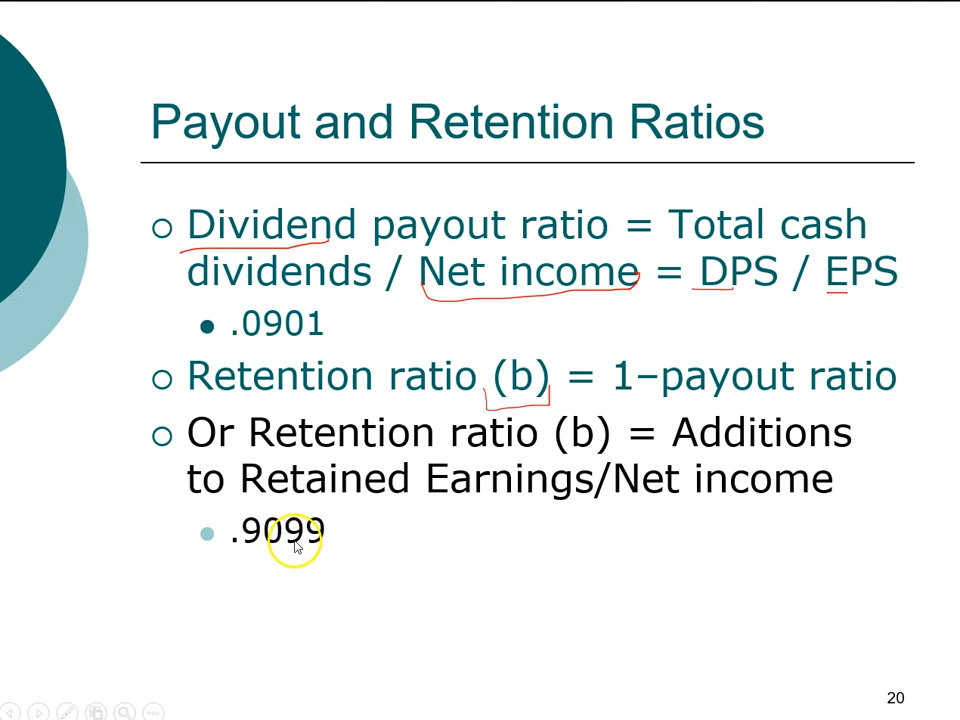 Payout and Retention Ratios
Dividend payout ratio = Total cash
dividends / Net income = DPS / EPS
.0901
Retention ratio (b) = 1–payout ratio
Or Retention ratio (b) = Additions
to Retained Earnings/Net income
.9099
20